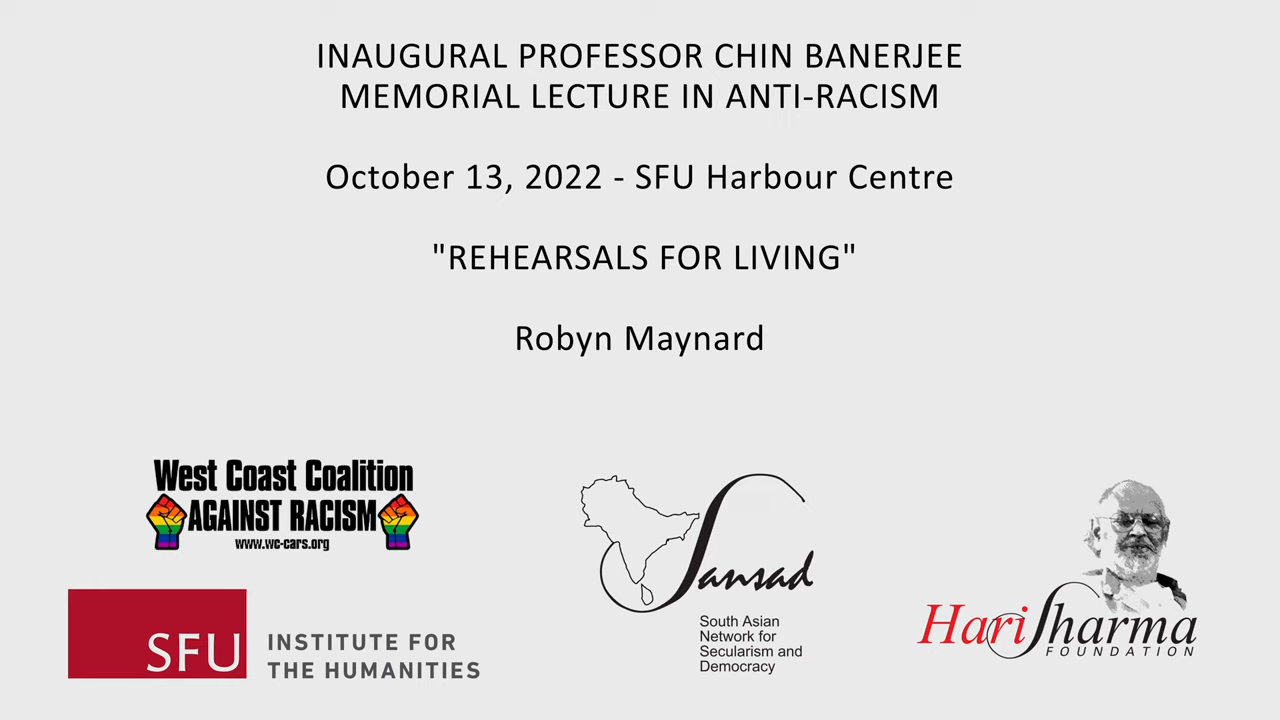 INAUGURAL PROFESSOR CHIN BANERJEE
MEMORIAL LECTURE IN ANTI-RACISM
October 13, 2022 - SFU Harbour Centre
"REHEARSALS FOR LIVING"
Robyn Maynard
West Coast Coalition
AGAINST RACISM
www.wc-cars.org
SFU
INSTITUTE FOR
THE HUMANITIES
Sansad
South Asian
Network for
Secularism and
Democracy
Hari Sharma
FOUNDATION